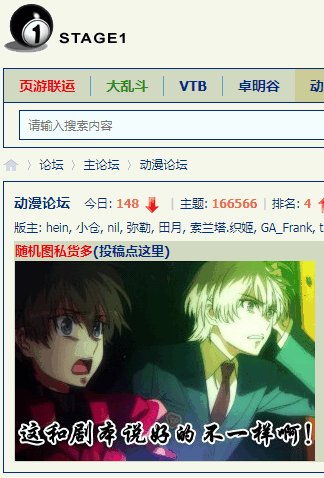 1
STAGE1
页游联运 大乱斗 VTB 卓明谷
请输入搜索内容
论坛 〉 主论坛 〉 动漫论坛
动漫论坛 今日: 148 | 主题: 166566 | 排名: 4
版主: hein, 小仓, nil, 弥勒, 田月, 索兰塔.织姬, GA_Frank, t
随机图私货多(投稿点这里)
这和剧本说好的不一样啊!